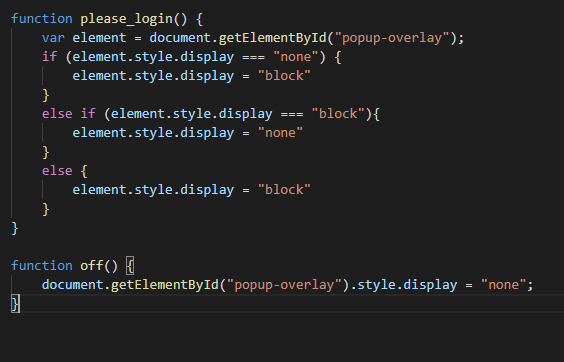 function please_login() {
    var element = document.getElementById("popup-overlay");
    if (element.style.display === "none") {
        element.style.display = "block"
    }
    else if (element.style.display === "block"){
        element.style.display = "none"
    }
    else {
        element.style.display = "block"
    }
}

function off() {
    document.getElementById("popup-overlay").style.display = "none";
}